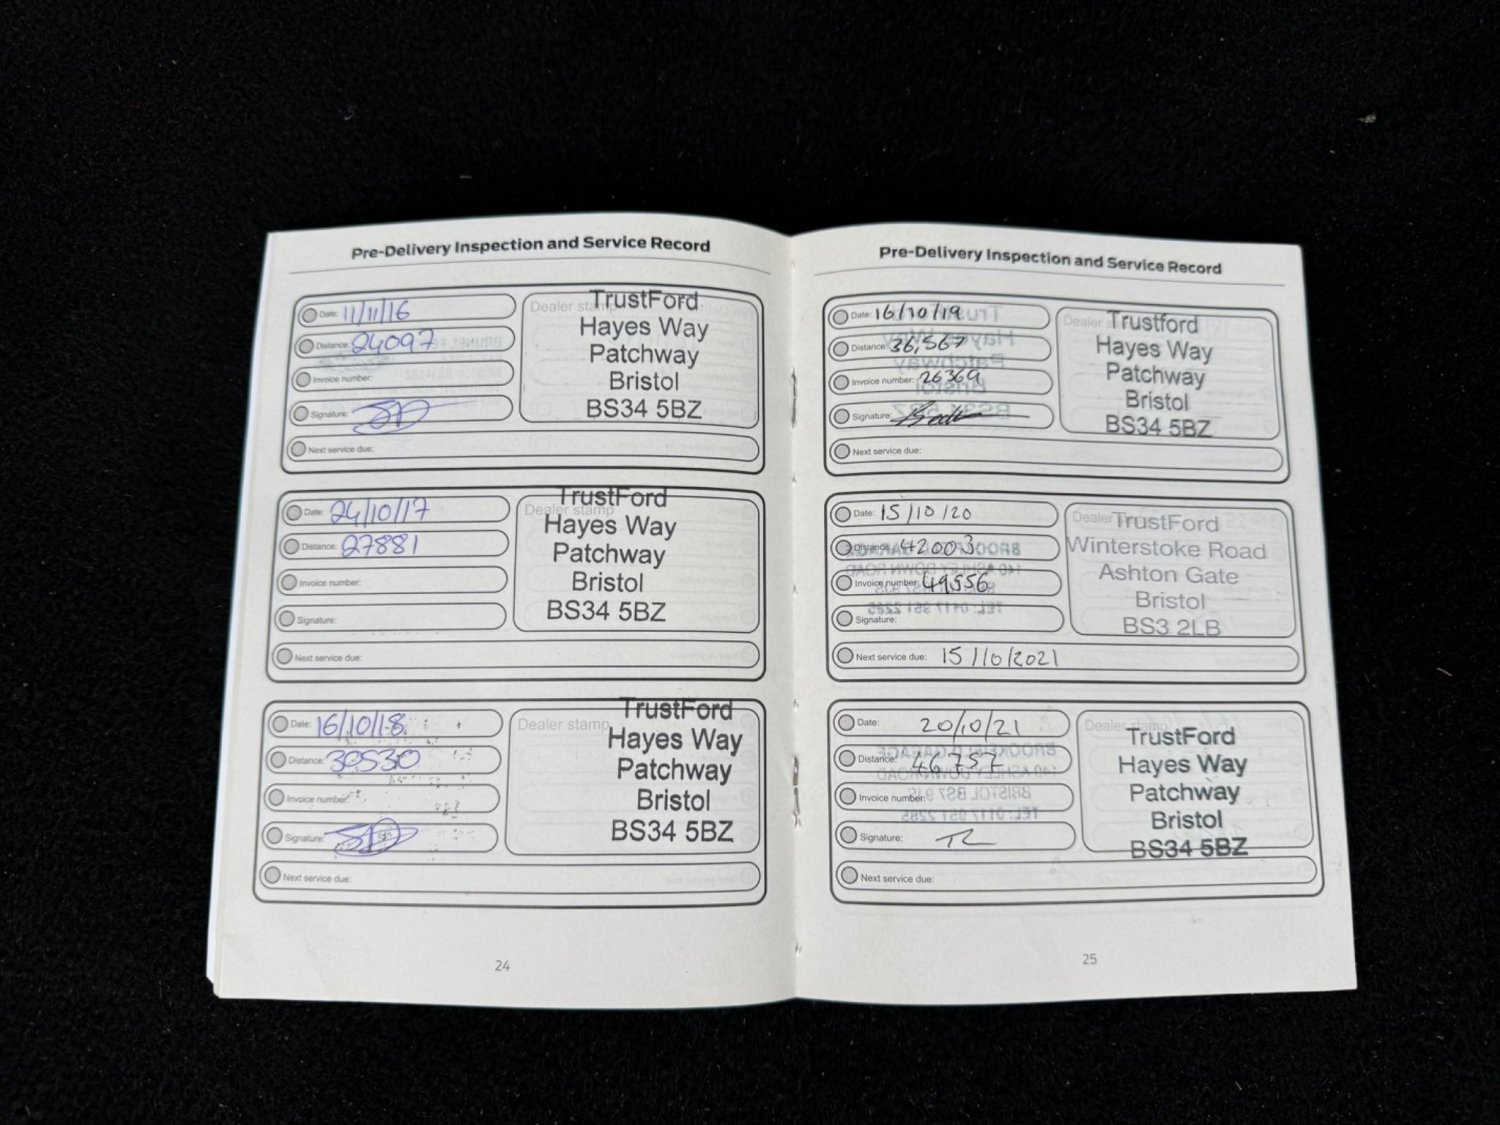 Pre-Delivery Inspection and Service Record
Date: 11/11/16
Distance: 24097
Invoice number:
Signature:
Next service due:
Dealer stamp
TrustFord
Hayes Way
Patchway
Bristol
BS34 5BZ
Date: 24/10/17
Distance: 27881
Invoice number:
Signature:
Next service due:
Dealer stamp
TrustFord
Hayes Way
Patchway
Bristol
BS34 5BZ
Date: 16/10/18
Distance: 30530
Invoice number:
Signature:
Next service due:
Dealer stamp
TrustFord
Hayes Way
Patchway
Bristol
BS34 5BZ
24
Pre-Delivery Inspection and Service Record
Date: 16/10/19
Distance: 36,567
Invoice number: 26369
Signature:
Next service due:
Dealer
Trustford
Hayes Way
Patchway
Bristol
BS34 5BZ
Date: 15/10/20
Distance: 42003
Invoice number: 49556
Signature:
Next service due: 15/10/2021
Dealer
TrustFord
Winterstoke Road
Ashton Gate
Bristol
BS3 2LB
Date: 20/10/21
Distance: 46757
Invoice number:
Signature: TL
Next service due:
Dealer stamp
TrustFord
Hayes Way
Patchway
Bristol
BS34 5BZ
25